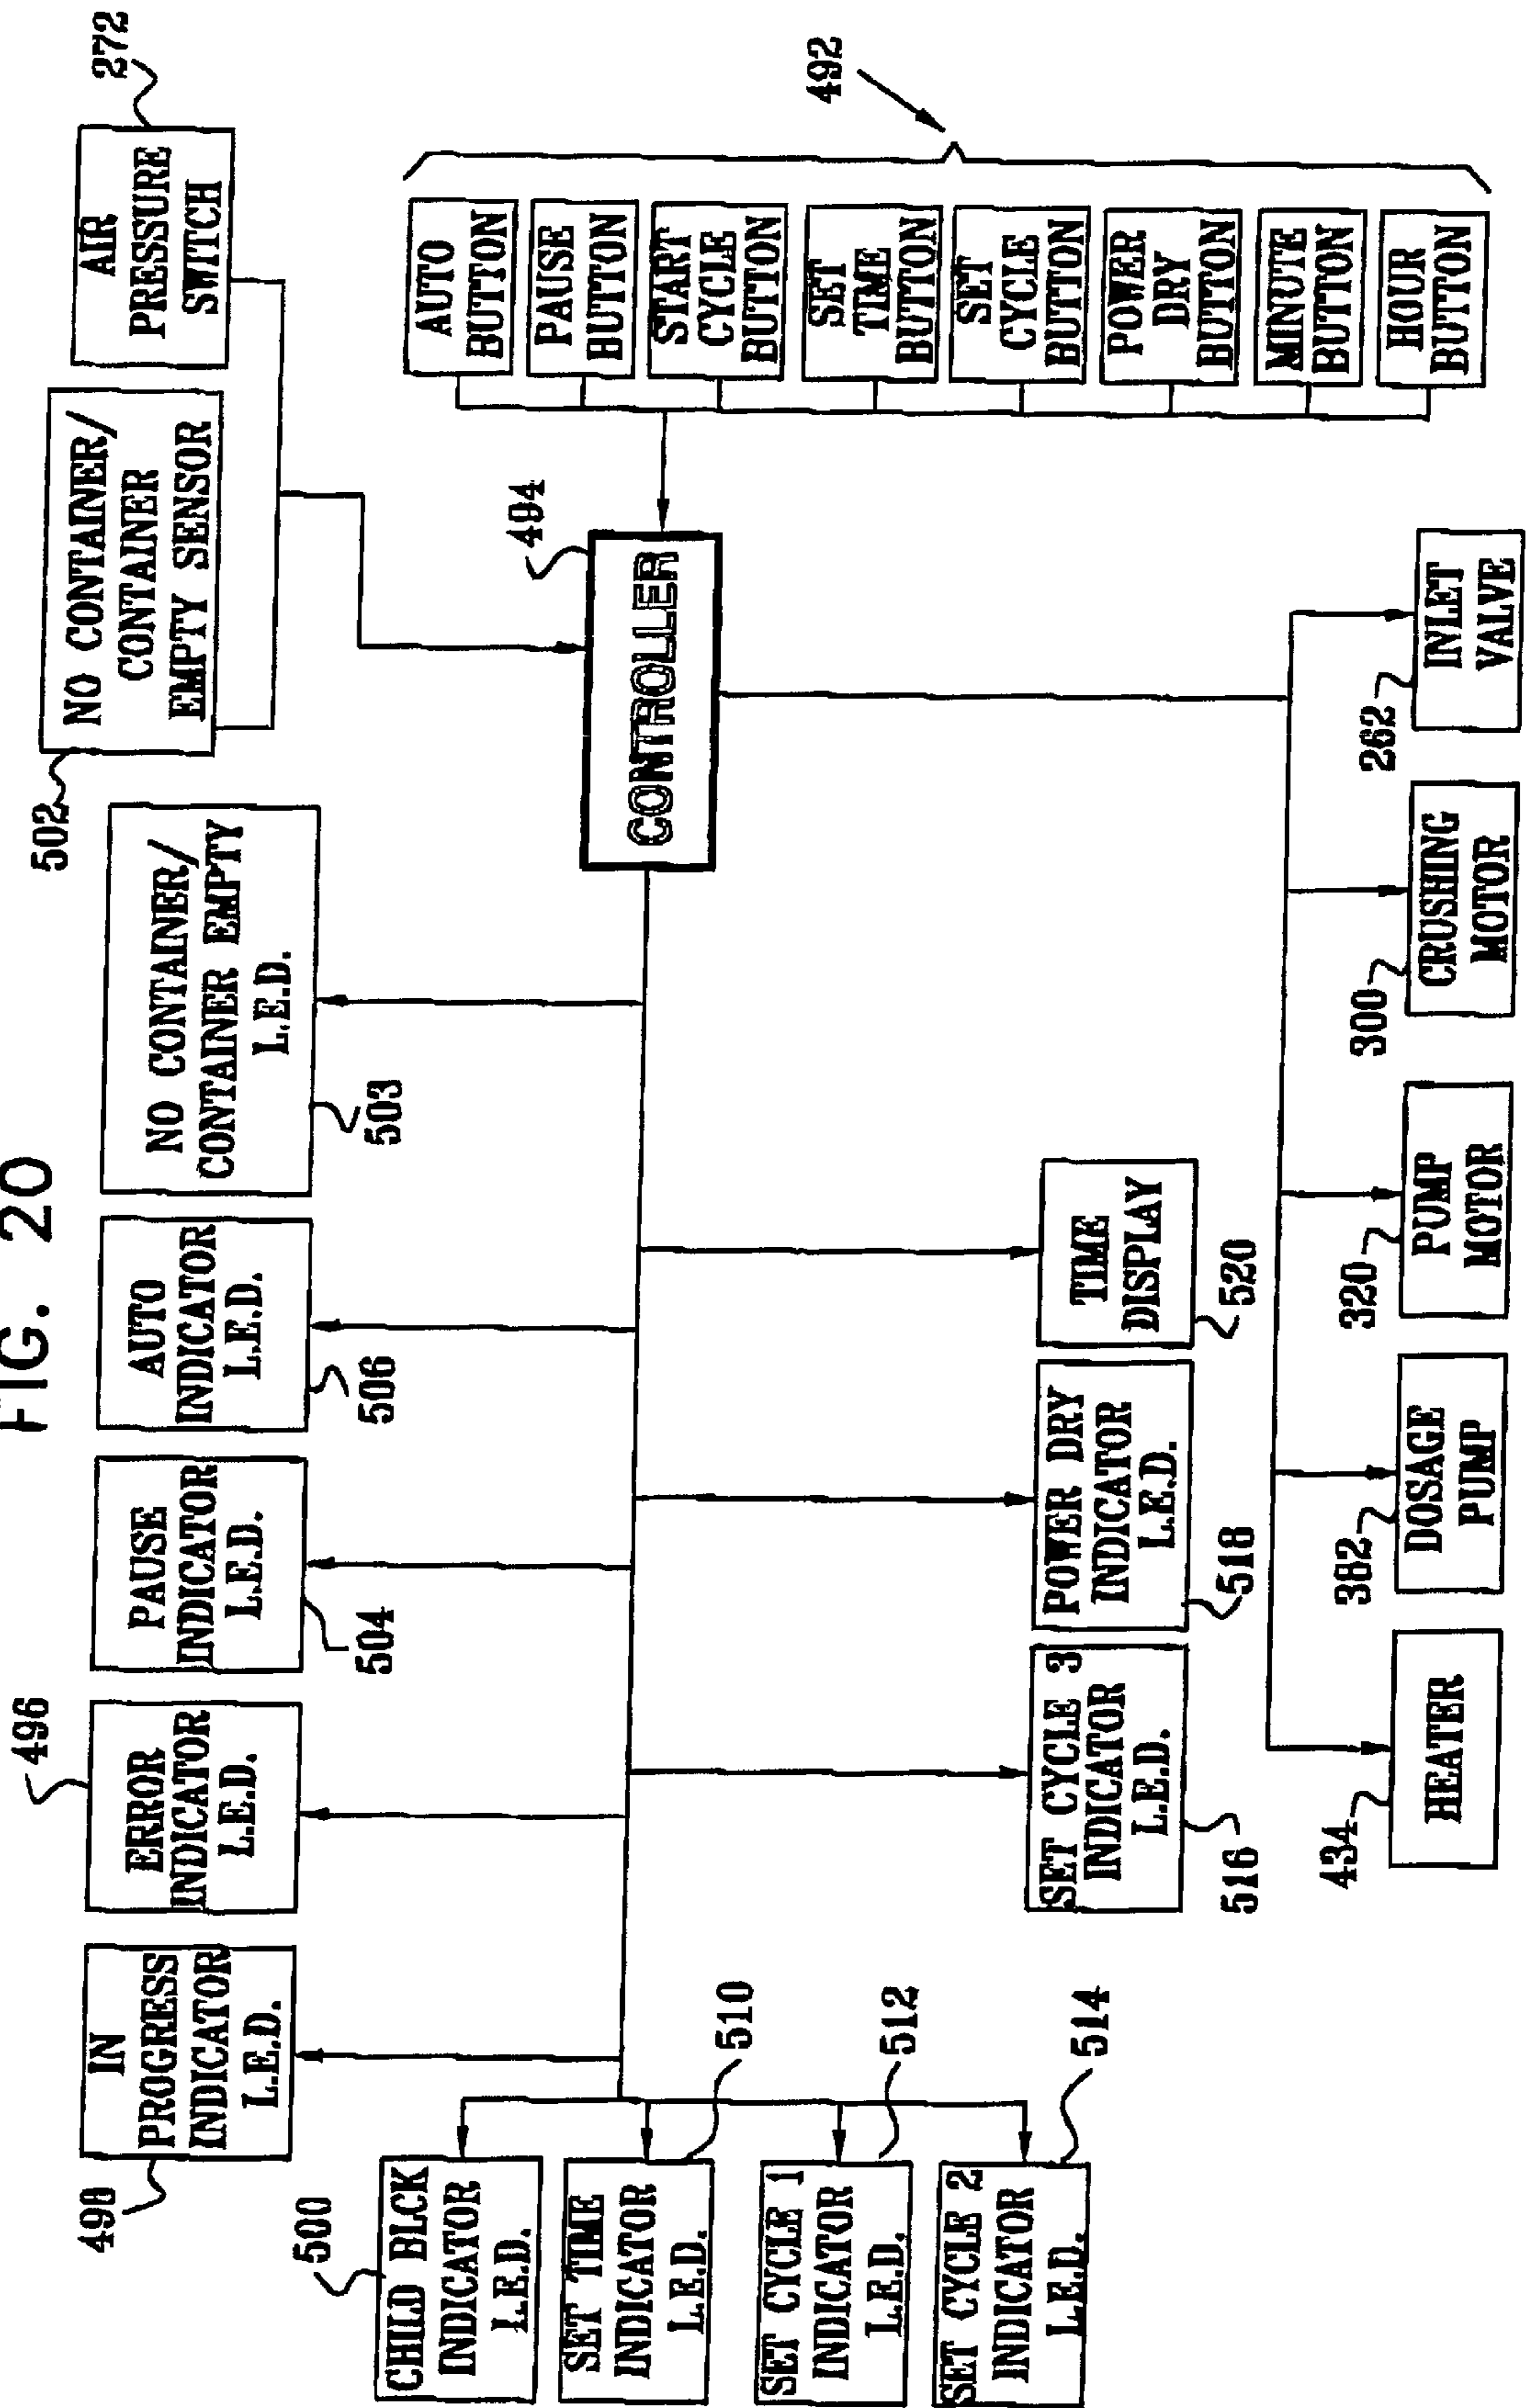 FIG. 20
498
IN
PROGRESS
INDICATOR
L.E.D.
496
ERROR
INDICATOR
L.E.D.
PAUSE
INDICATOR
L.E.D.
504
AUTO
INDICATOR
L.E.D.
506
NO CONTAINER/
CONTAINER EMPTY
L.E.D.
503
502
NO CONTAINER/
CONTAINER
EMPTY SENSOR
AIR
PRESSURE
SWITCH
272
500
CHILD BLCK
INDICATOR
L.E.D.
SET TIME
INDICATOR
L.E.D.
510
SET CYCLE 1
INDICATOR
L.E.D.
512
SET CYCLE 2
INDICATOR
L.E.D.
514
CONTROLLER
494
AUTO
BUTTON
PAUSE
BUTTON
START
CYCLE
BUTTON
SET
TIME
BUTTON
SET
CYCLE
BUTTON
POWER
DRY
BUTTON
MINUTE
BUTTON
HOUR
BUTTON
492
SET CYCLE 3
INDICATOR
L.E.D.
516
POWER DRY
INDICATOR
L.E.D.
518
TIME
DISPLAY
520
434
HEATER
382
DOSAGE
PUMP
320
PUMP
MOTOR
300
CRUSHING
MOTOR
262
INLET
VALVE